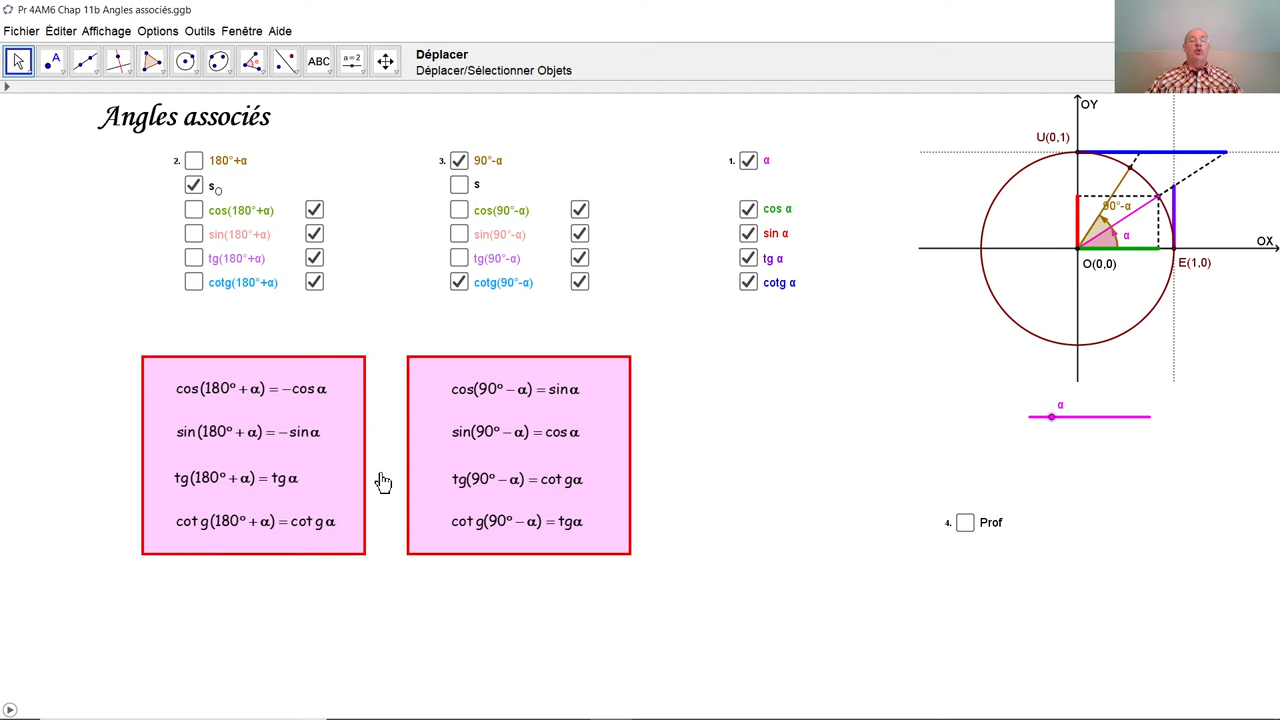 Pr 4AM6 Chap 11b Angles associés.ggb
Fichier Éditer Affichage Options Outils Fenêtre Aide
A
α
ABC
a=2
Déplacer
Déplacer/Sélectionner Objets
Angles associés
2. 180°+α
sO
cos(180°+α)
sin(180°+α)
tg(180°+α)
cotg(180°+α)
3. 90°-α
s
cos(90°-α)
sin(90°-α)
tg(90°-α)
cotg(90°-α)
1. α
cos α
sin α
tg α
cotg α
OY
U(0,1)
90°-α
α
OX
O(0,0)
E(1,0)
α
cos(180° + α) = −cos α
sin(180° + α) = −sin α
tg(180° + α) = tg α
cot g(180° + α) = cot g α
cos(90° − α) = sin α
sin(90° − α) = cos α
tg(90° − α) = cot gα
cot g(90° − α) = tgα
4. Prof